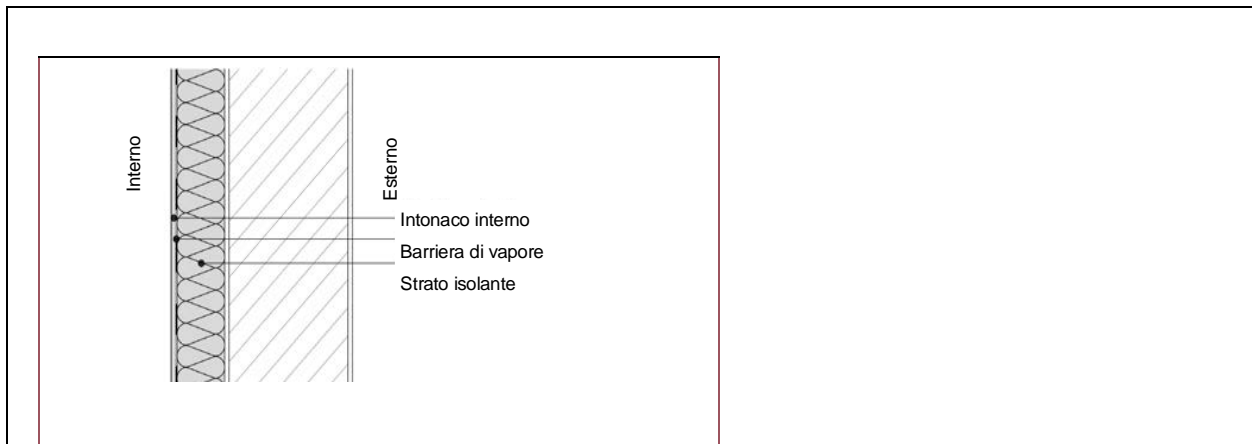 Interno
Esterno
Intonaco interno
Barriera di vapore
Strato isolante